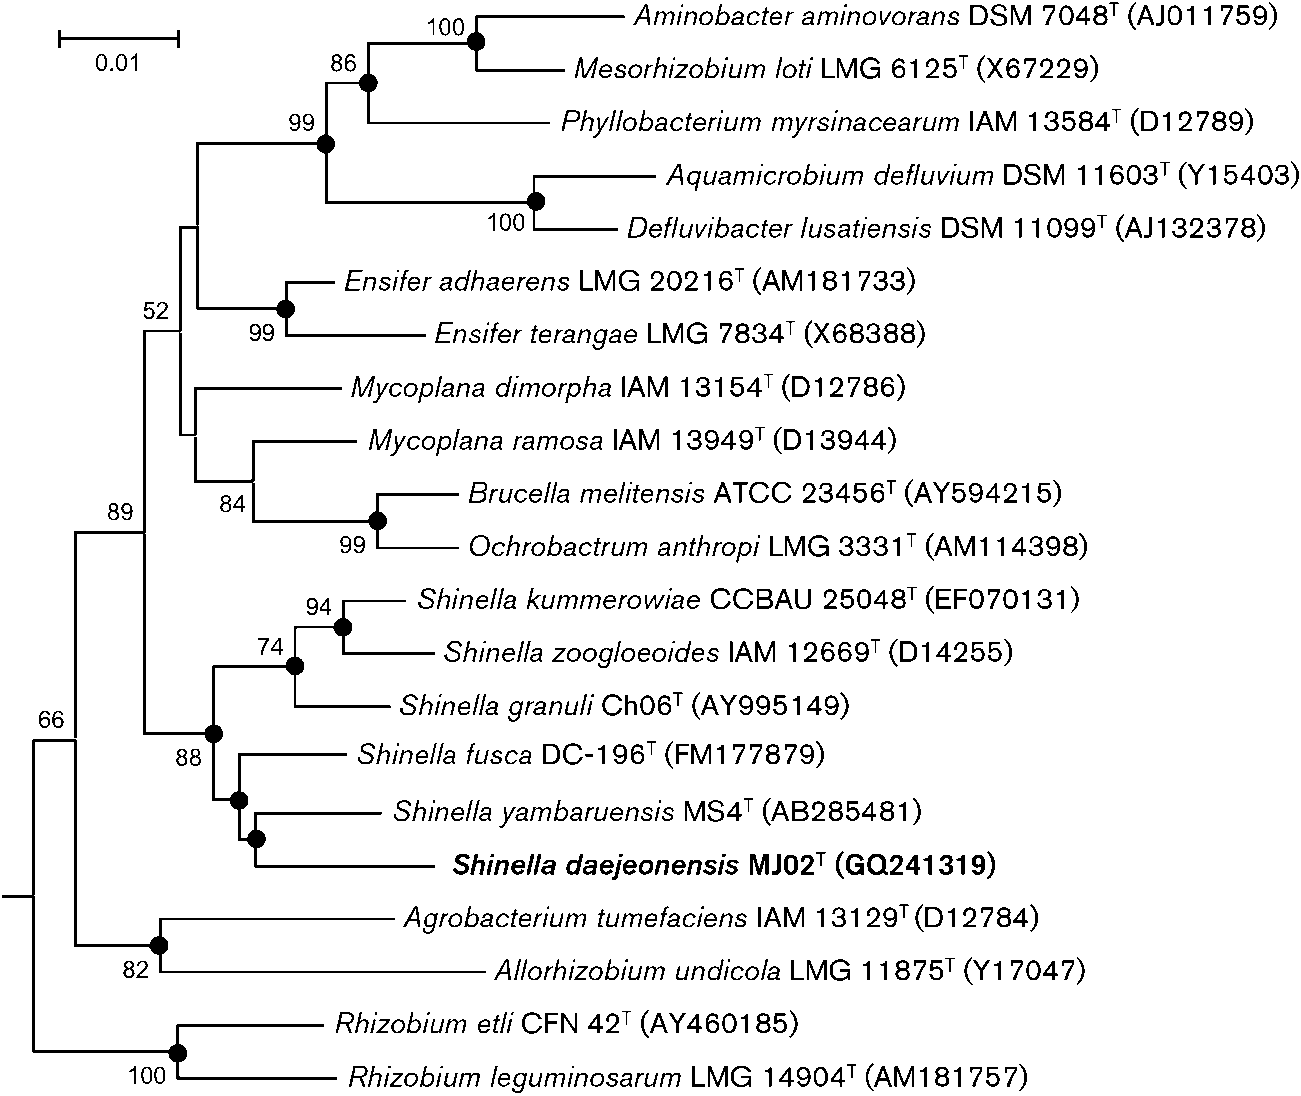 100 Aminobacter aminovorans DSM 7048ᵀ (AJ011759)
0.01
86 Mesorhizobium loti LMG 6125ᵀ (X67229)
99 Phyllobacterium myrsinacearum IAM 13584ᵀ (D12789)
Aquamicrobium defluvium DSM 11603ᵀ (Y15403)
100 Defluvibacter lusatiensis DSM 11099ᵀ (AJ132378)
Ensifer adhaerens LMG 20216ᵀ (AM181733)
52
99 Ensifer terangae LMG 7834ᵀ (X68388)
Mycoplana dimorpha IAM 13154ᵀ (D12786)
Mycoplana ramosa IAM 13949ᵀ (D13944)
84 Brucella melitensis ATCC 23456ᵀ (AY594215)
89
99 Ochrobactrum anthropi LMG 3331ᵀ (AM114398)
94 Shinella kummerowiae CCBAU 25048ᵀ (EF070131)
74 Shinella zoogloeoides IAM 12669ᵀ (D14255)
Shinella granuli Ch06ᵀ (AY995149)
66
88 Shinella fusca DC-196ᵀ (FM177879)
Shinella yambaruensis MS4ᵀ (AB285481)
Shinella daejeonensis MJ02ᵀ (GQ241319)
Agrobacterium tumefaciens IAM 13129ᵀ (D12784)
82 Allorhizobium undicola LMG 11875ᵀ (Y17047)
Rhizobium etli CFN 42ᵀ (AY460185)
100 Rhizobium leguminosarum LMG 14904ᵀ (AM181757)